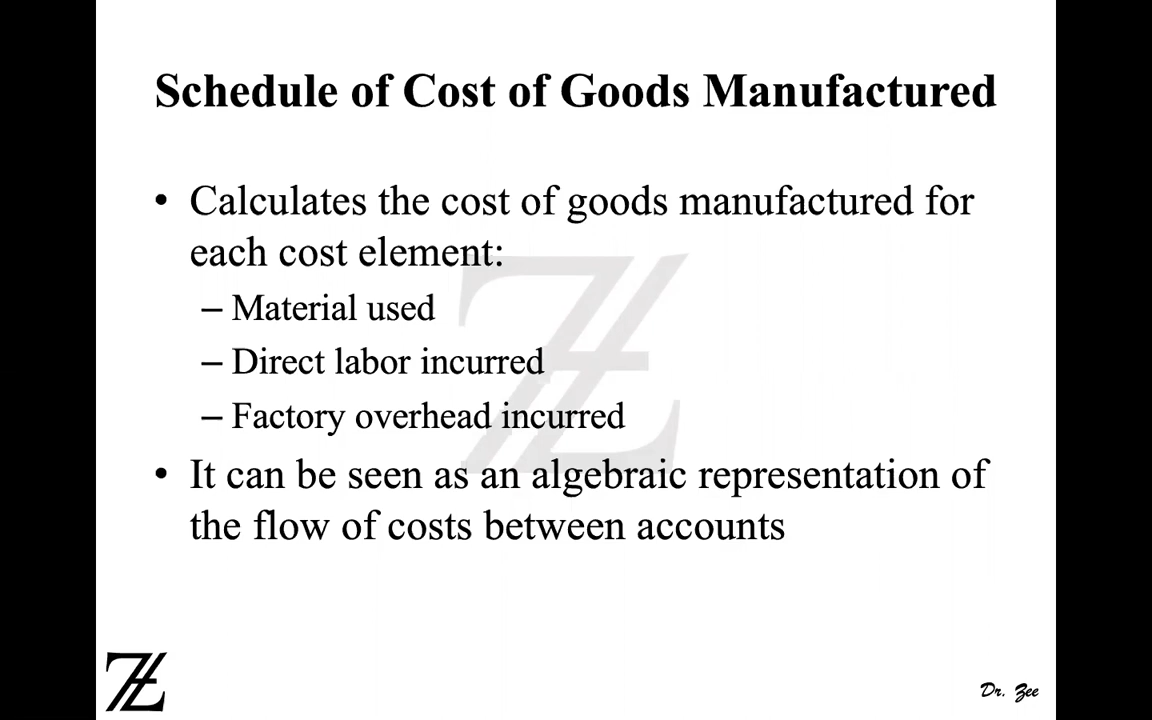 Schedule of Cost of Goods Manufactured
• Calculates the cost of goods manufactured for
each cost element:
– Material used
– Direct labor incurred
– Factory overhead incurred
• It can be seen as an algebraic representation of
the flow of costs between accounts
Dr. Zee